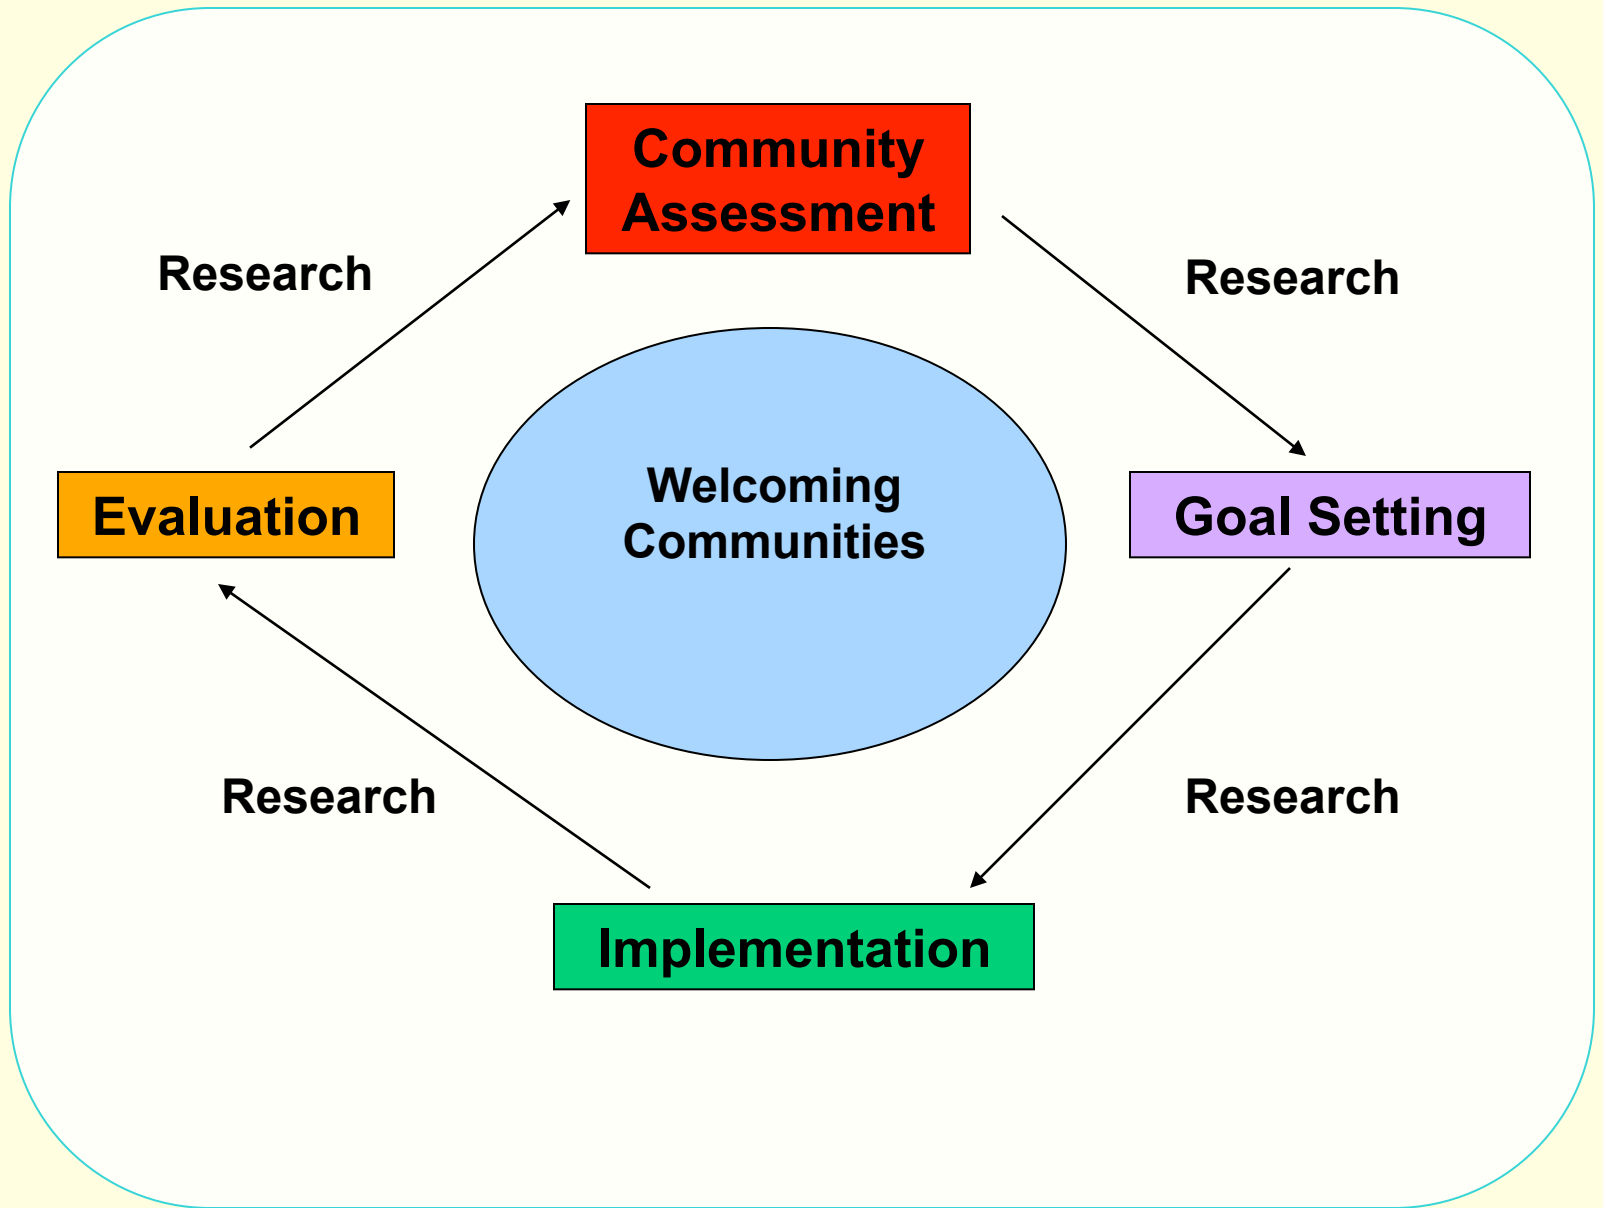 Community
Assessment
Research
Research
Welcoming
Communities
Evaluation
Goal Setting
Research
Research
Implementation